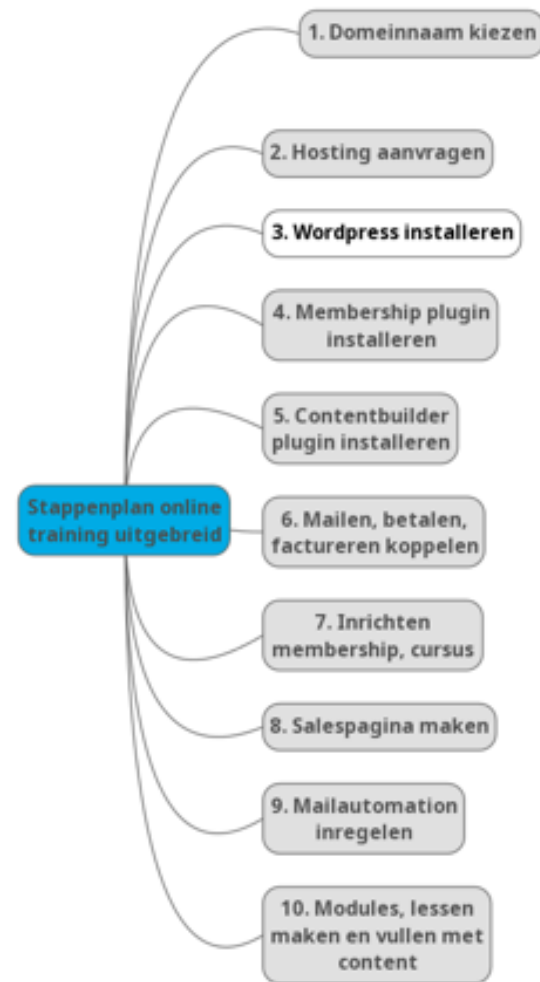 1. Domeinnaam kiezen
2. Hosting aanvragen
3. Wordpress installeren
4. Membership plugin
installeren
5. Contentbuilder
plugin installeren
Stappenplan online
training uitgebreid
6. Mailen, betalen,
factureren koppelen
7. Inrichten
membership, cursus
8. Salespagina maken
9. Mailautomation
inregelen
10. Modules, lessen
maken en vullen met
content